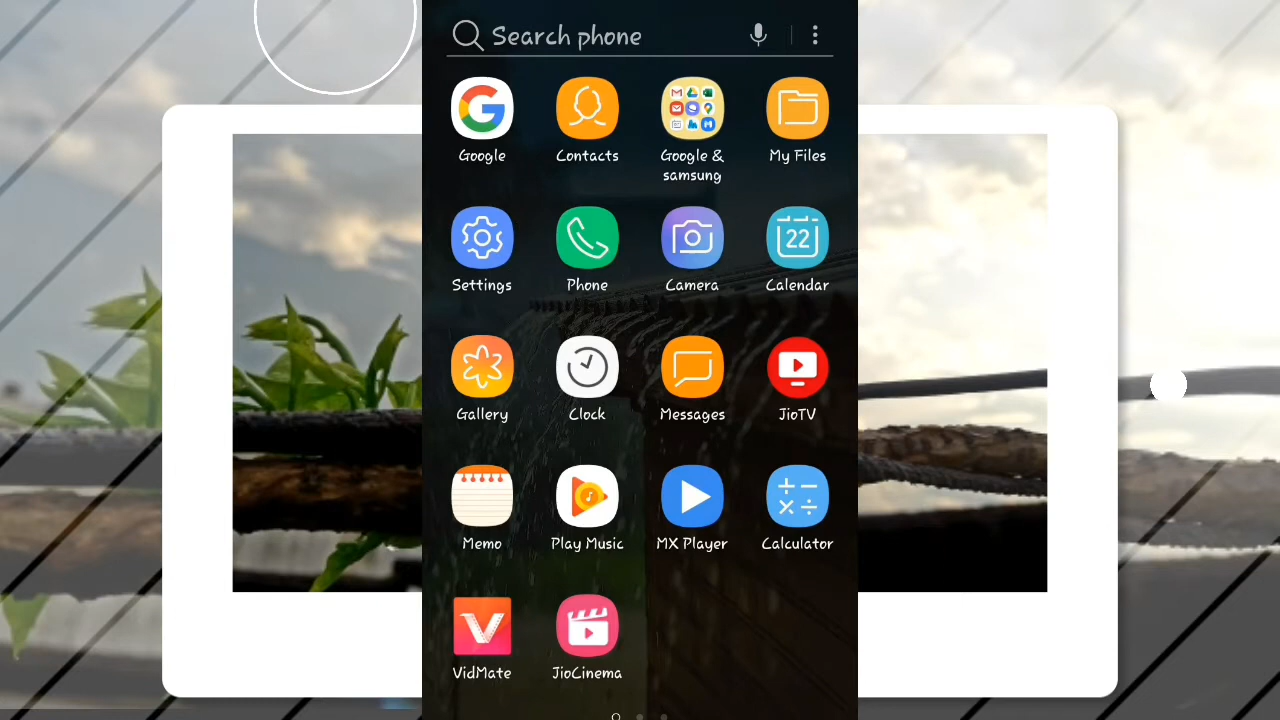 Search phone
Google
Contacts
Google &
samsung
My Files
Settings
Phone
Camera
22
Calendar
Gallery
Clock
Messages
JioTV
Memo
Play Music
MX Player
Calculator
VidMate
JioCinema